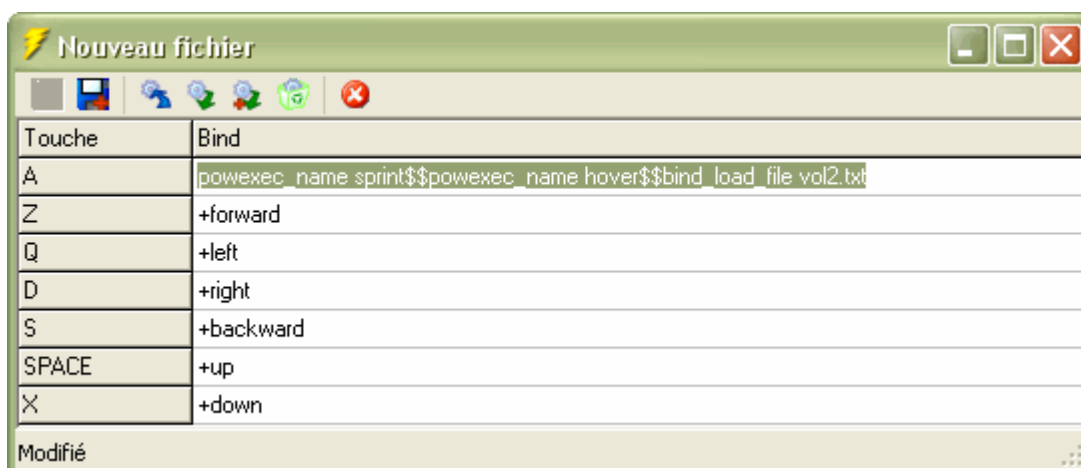 Nouveau fichier
Touche Bind
A powexec_name sprint$$powexec_name hover$$bind_load_file vol2.txt
Z +forward
Q +left
D +right
S +backward
SPACE +up
X +down
Modifié